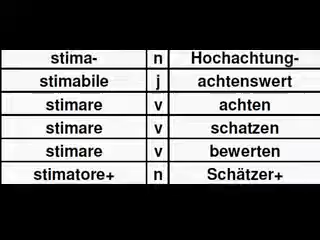 stima- n Hochachtung-
stimabile j achtenswert
stimare v achten
stimare v schatzen
stimare v bewerten
stimatore+ n Schätzer+